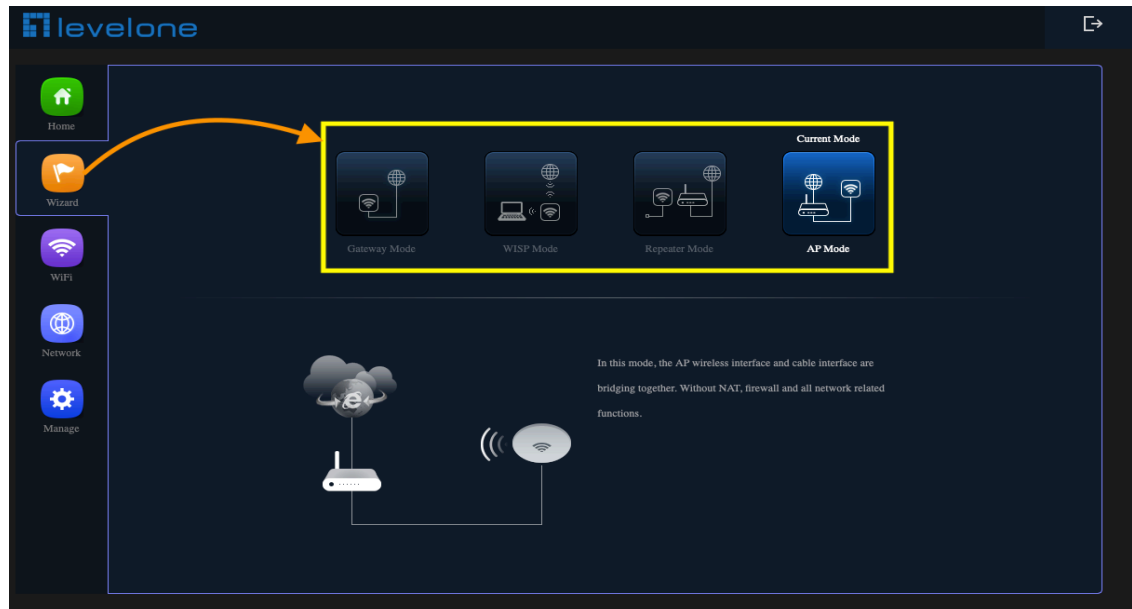 levelone
Home
Wizard
WiFi
Network
Manage
Current Mode
Gateway Mode
WISP Mode
Repeater Mode
AP Mode
In this mode, the AP wireless interface and cable interface are
bridging together. Without NAT, firewall and all network related
functions.